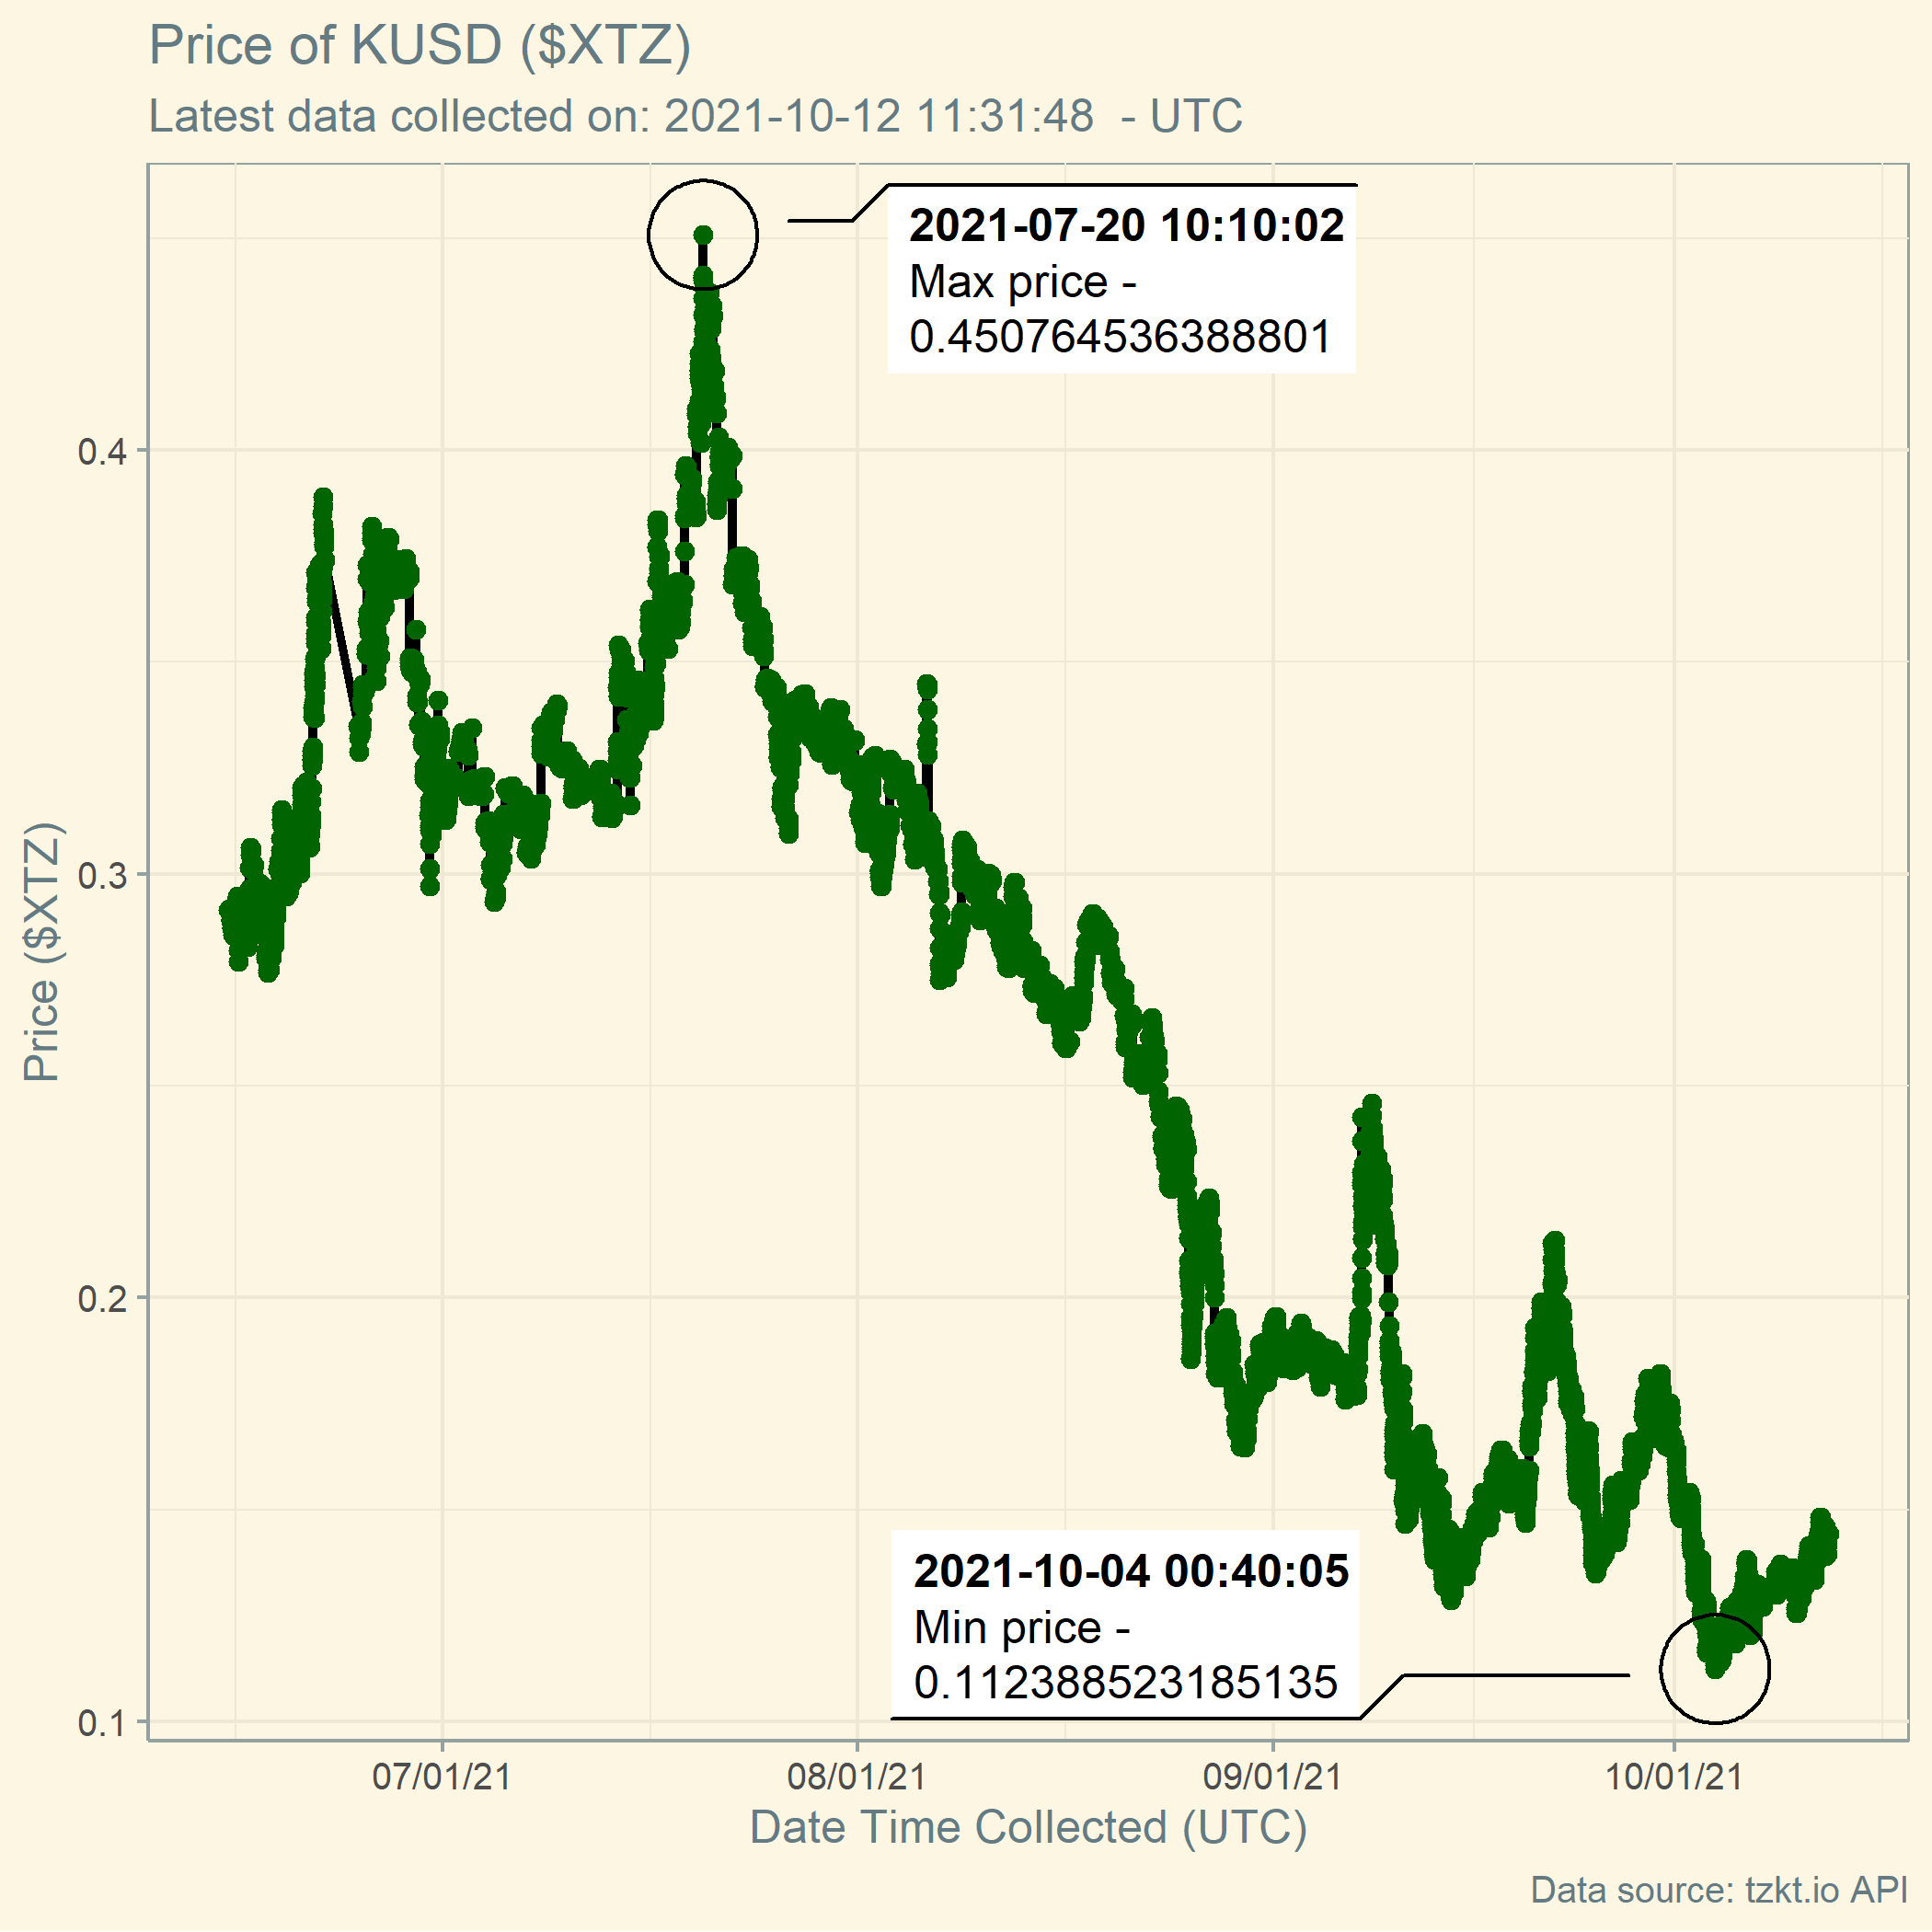 Price of KUSD ($XTZ)
Latest data collected on: 2021-10-12 11:31:48  - UTC
2021-07-20 10:10:02
Max price -
0.450764536388801
0.4
0.3
0.2
0.1
Price ($XTZ)
2021-10-04 00:40:05
Min price -
0.112388523185135
07/01/21
08/01/21
09/01/21
10/01/21
Date Time Collected (UTC)
Data source: tzkt.io API